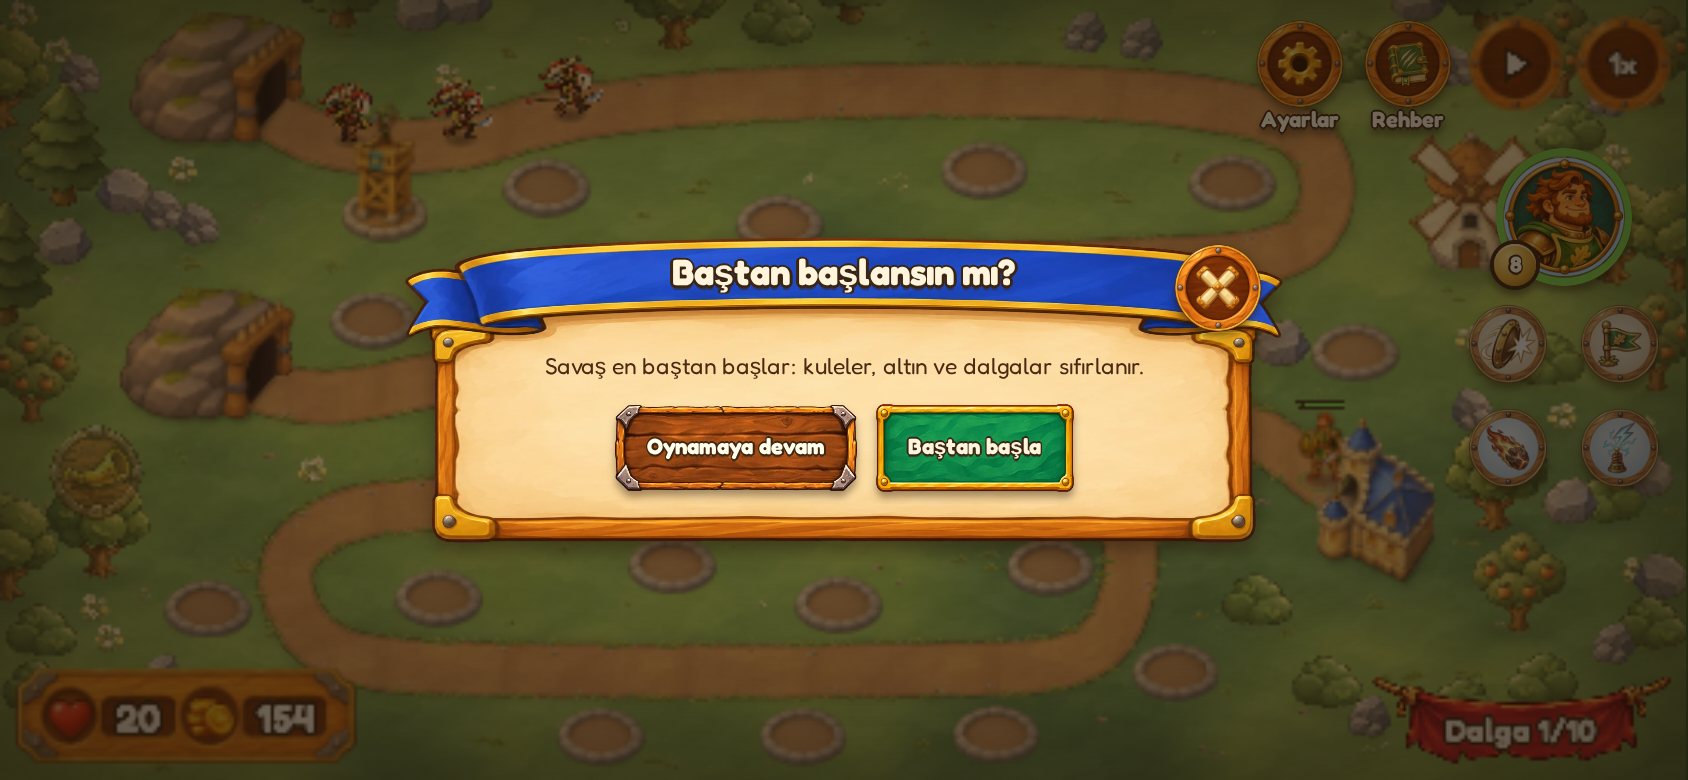 1x
Ayarlar
Rehber
8
Baştan başlansın mı?
Savaş en baştan başlar: kuleler, altın ve dalgalar sıfırlanır.
Oynamaya devam
Baştan başla
20
154
Dalga 1/10